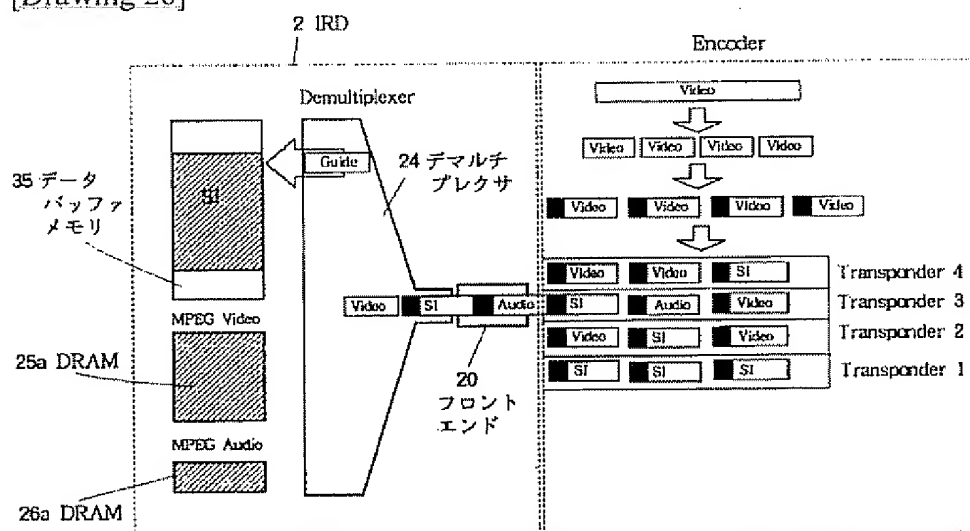 [Drawing 20]
2 IRD
Encoder
Demultiplexer
Guide
24 デマルチ
プレクサ
35 データ
バッファ
メモリ
SI
MPEG Video
25a DRAM
MPEG Audio
26a DRAM
Video SI Audio
20
フロント
エンド
Video
Video Video Video Video
Video Video Video Video
Video Video SI Transponder 4
SI Audio Video Transponder 3
Video SI Video Transponder 2
SI SI SI Transponder 1